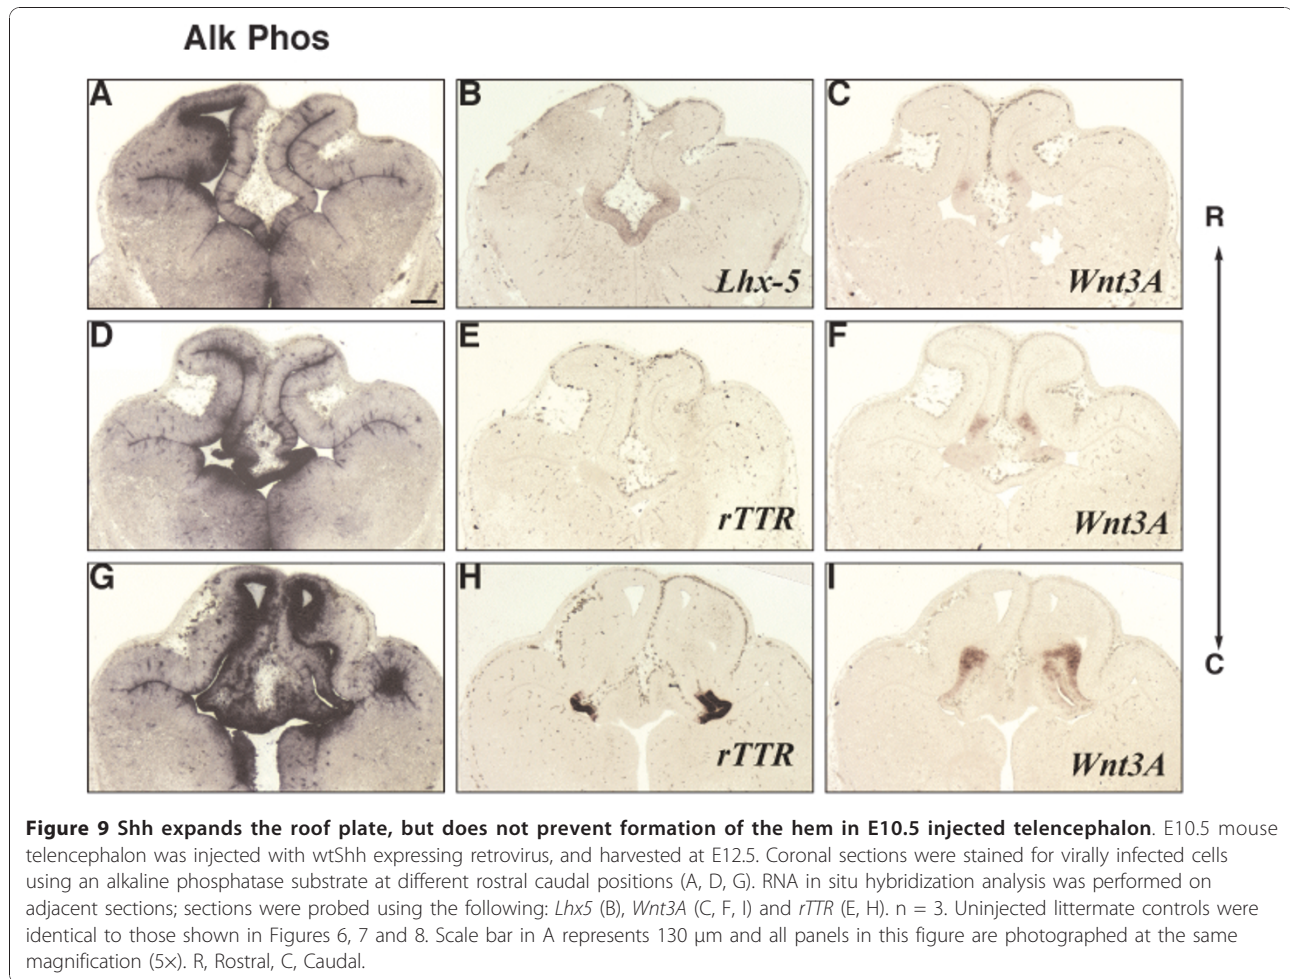 Alk Phos
A
B
Lhx-5
C
Wnt3A
R
D
E
rTTR
F
Wnt3A
G
H
rTTR
I
Wnt3A
C
Figure 9 Shh expands the roof plate, but does not prevent formation of the hem in E10.5 injected telencephalon. E10.5 mouse
telencephalon was injected with wtShh expressing retrovirus, and harvested at E12.5. Coronal sections were stained for virally infected cells
using an alkaline phosphatase substrate at different rostral caudal positions (A, D, G). RNA in situ hybridization analysis was performed on
adjacent sections; sections were probed using the following: Lhx5 (B), Wnt3A (C, F, I) and rTTR (E, H). n = 3. Uninjected littermate controls were
identical to those shown in Figures 6, 7 and 8. Scale bar in A represents 130 μm and all panels in this figure are photographed at the same
magnification (5×). R, Rostral, C, Caudal.